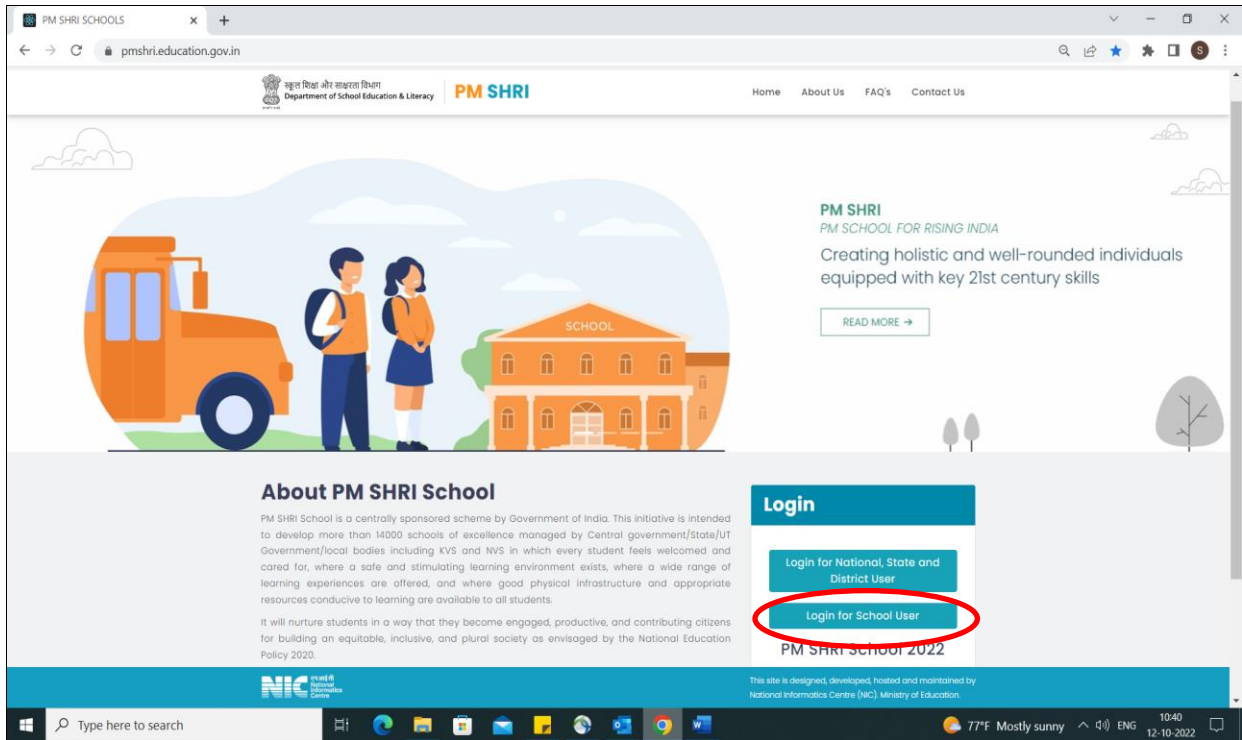 PM SHRI SCHOOLS
pmshri.education.gov.in
S
स्कूल शिक्षा और साक्षरता विभाग
Department of School Education & Literacy
PM SHRI
Home About Us FAQ's Contact Us
SCHOOL
PM SHRI
PM SCHOOL FOR RISING INDIA
Creating holistic and well-rounded individuals
equipped with key 21st century skills
READ MORE →
About PM SHRI School
PM SHRI School is a centrally sponsored scheme by Government of India. This initiative is intended
to develop more than 14000 schools of excellence managed by Central government/State/UT
Government/local bodies including KVS and NVS in which every student feels welcomed and
cared for, where a safe and stimulating learning environment exists, where a wide range of
learning experiences are offered, and where good physical infrastructure and appropriate
resources conducive to learning are available to all students.
It will nurture students in a way that they become engaged, productive, and contributing citizens
for building an equitable, inclusive, and plural society as envisaged by the National Education
Policy 2020.
Login
Login for National, State and
District User
Login for School User
PM SHRI School 2022
NIC
एन आई सी
National
Informatics
Centre
This site is designed, developed, hosted and maintained by
National Informatics Centre (NIC). Ministry of Education.
Type here to search
77°F Mostly sunny
ENG
10:40
12-10-2022